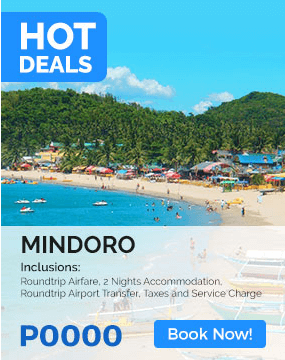 HOT
DEALS
MINDORO
Inclusions:
Roundtrip Airfare, 2 Nights Accommodation,
Roundtrip Airport Transfer, Taxes and Service Charge
P0000
Book Now!